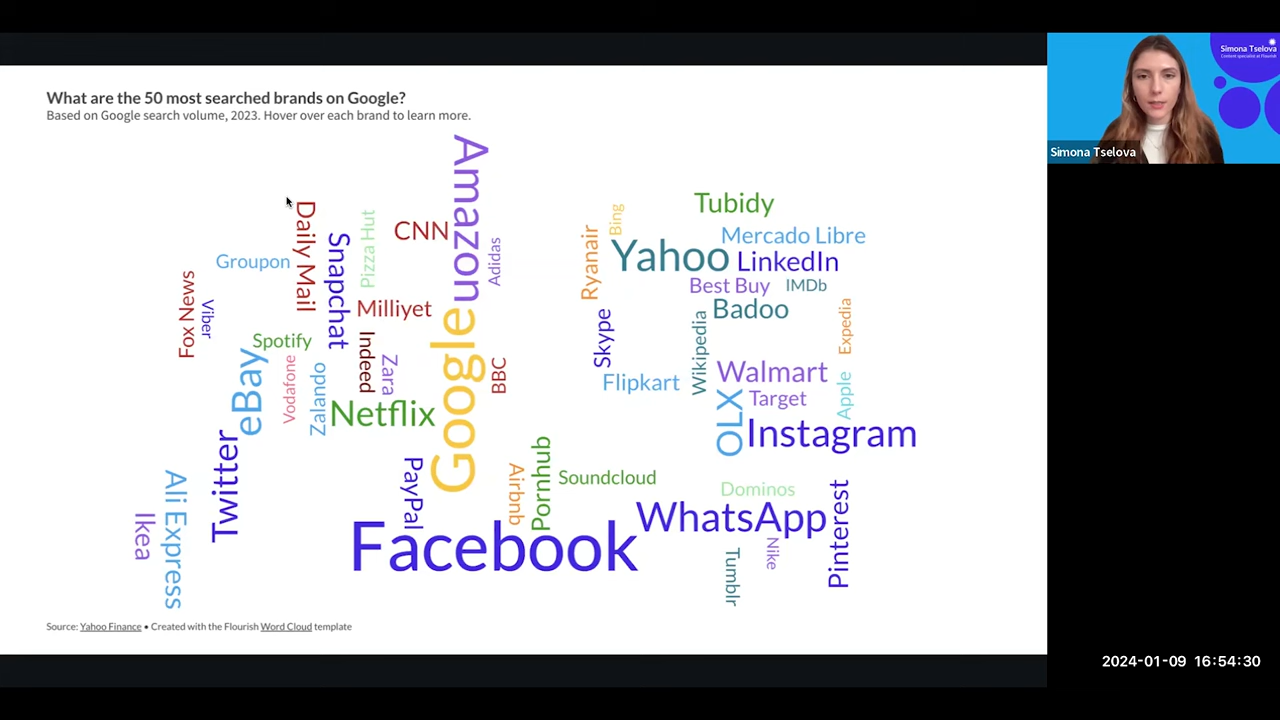 What are the 50 most searched brands on Google?
Based on Google search volume, 2023. Hover over each brand to learn more.
Simona Tselova
Content specialist at Flourish
Simona Tselova
Amazon
Daily Mail
Snapchat
Pizza Hut
CNN
Adidas
Groupon
Fox News
Viber
Milliyet
Spotify
eBay
Vodafone
Zalando
Indeed
Zara
Netflix
Google
BBC
Twitter
Ali Express
Ikea
PayPal
Airbnb
Pornhub
Soundcloud
Facebook
Tubidy
Bing
Ryanair
Yahoo
Mercado Libre
LinkedIn
Best Buy
IMDb
Badoo
Skype
Wikipedia
Expedia
Flipkart
Walmart
Target
Apple
OLX
Instagram
Dominos
WhatsApp
Pinterest
Nike
Tumblr
Source: Yahoo Finance • Created with the Flourish Word Cloud template
2024-01-09 16:54:30